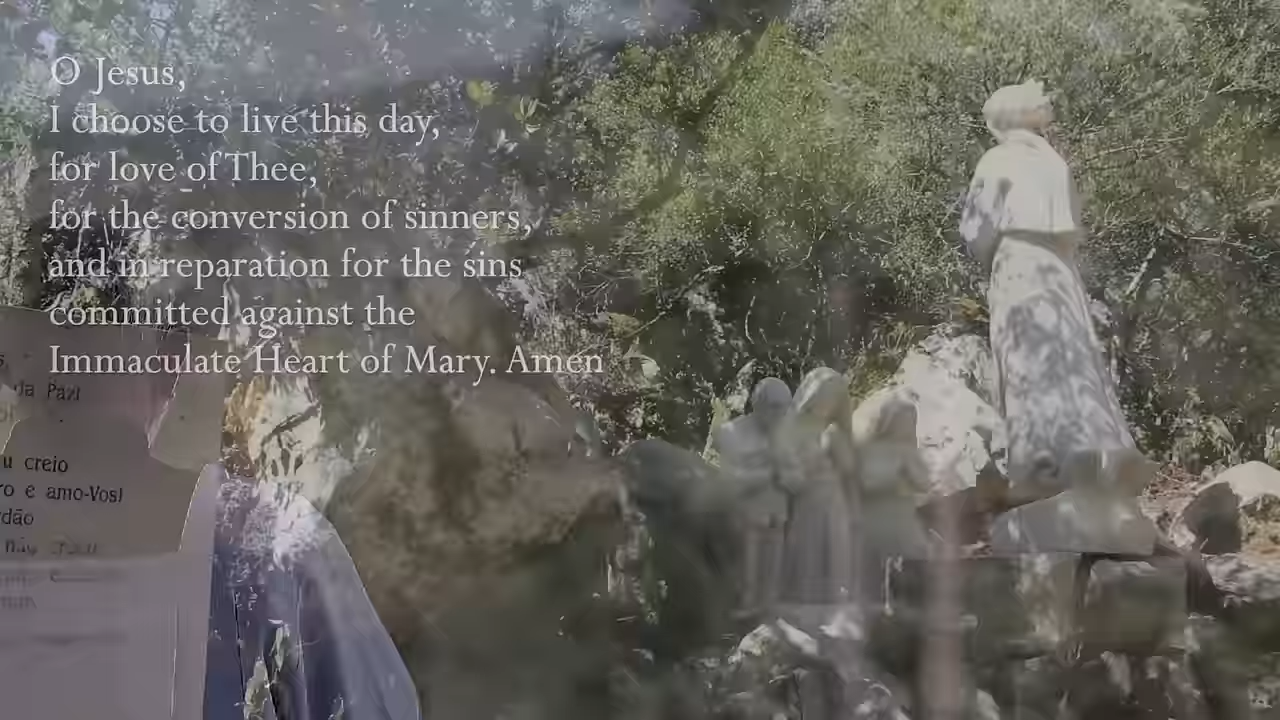 O Jesus,
I choose to live this day,
for love of Thee,
for the conversion of sinners,
and in reparation for the sins
committed against the
Immaculate Heart of Mary. Amen
da Paz!
u creio
ro e amo-Vos!
dão
não